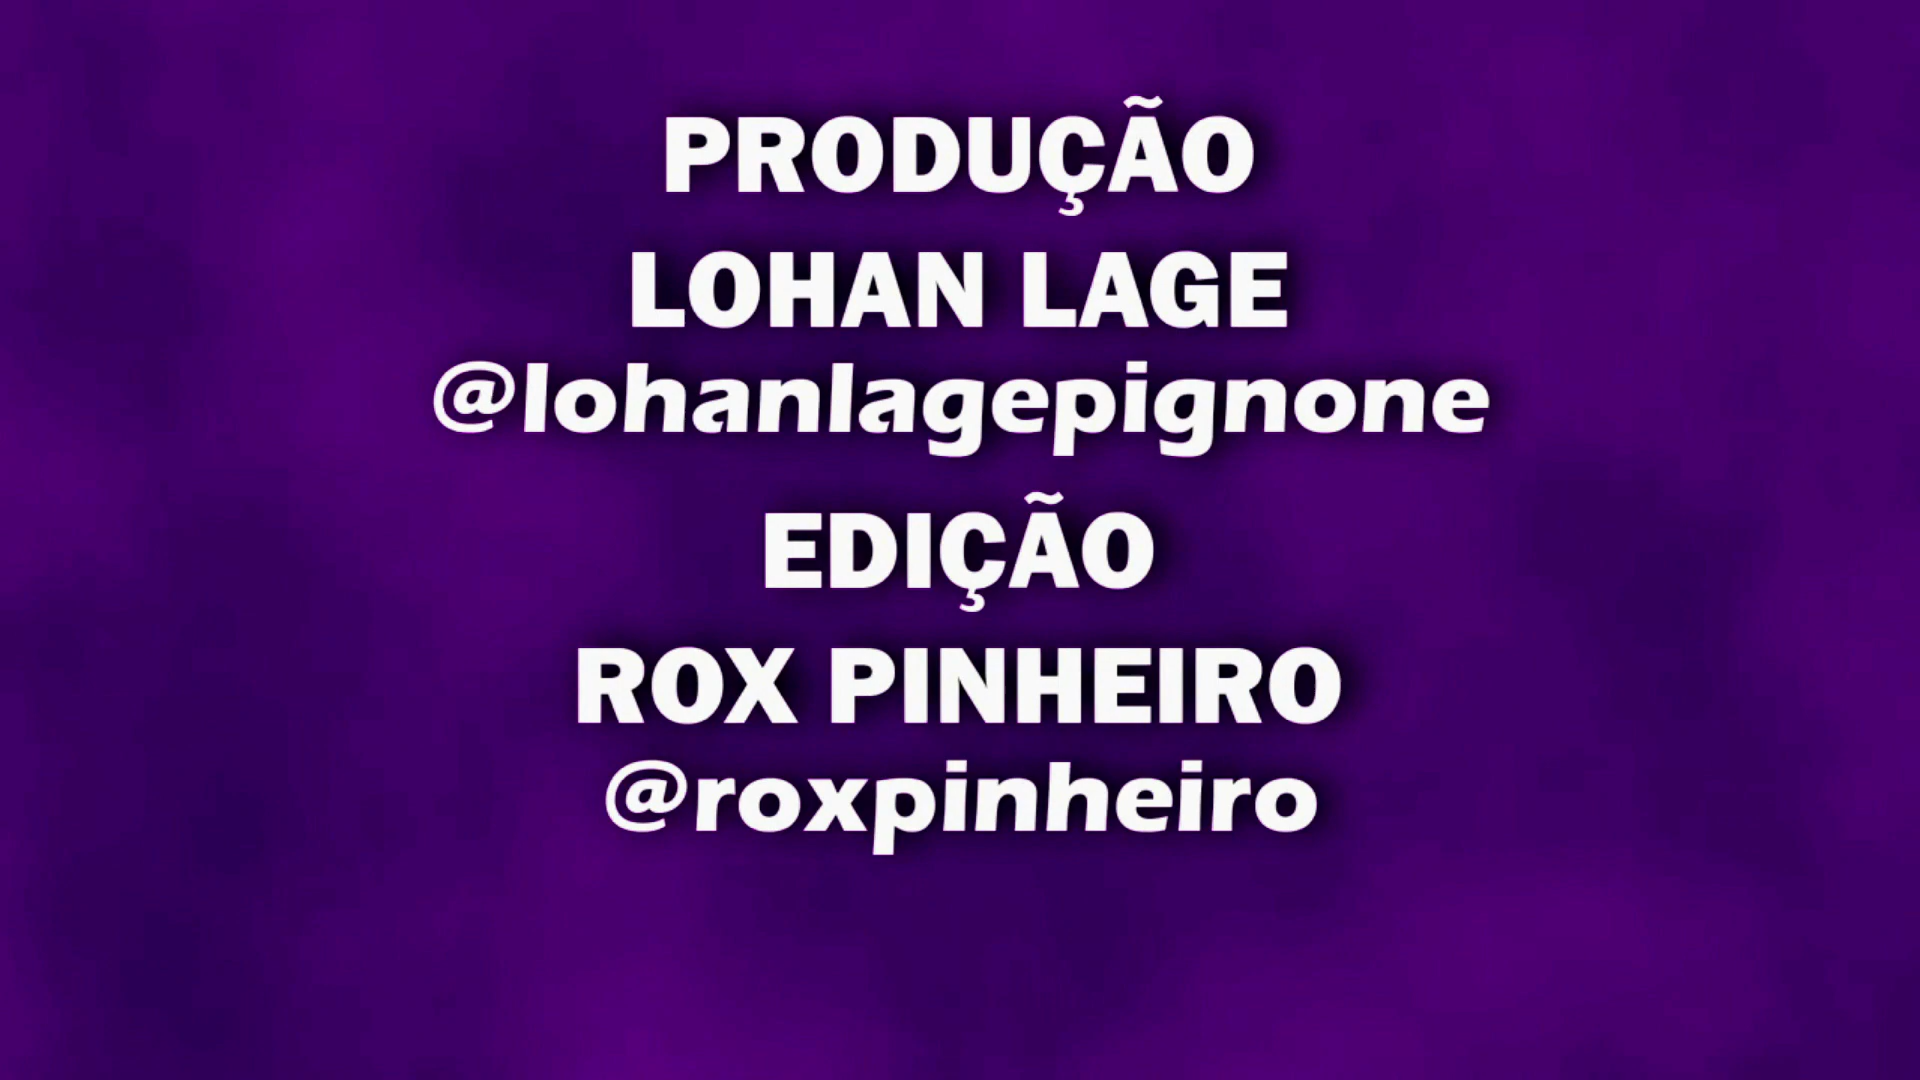 PRODUÇÃO
LOHAN LAGE
@lohanlagepignone
EDIÇÃO
ROX PINHEIRO
@roxpinheiro